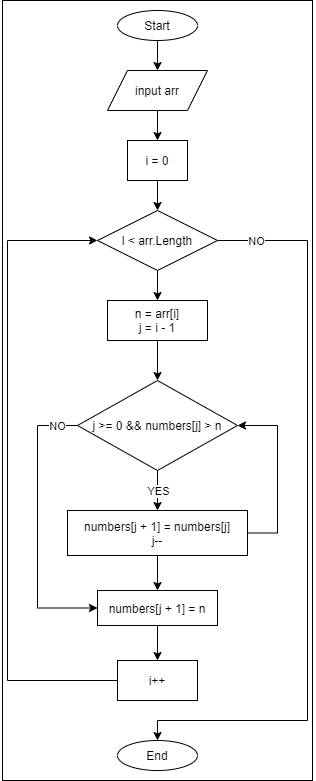 Start
input arr
i = 0
I < arr.Length
NO
n = arr[i]
j = i - 1
j >= 0 && numbers[j] > n
NO
YES
numbers[j + 1] = numbers[j]
j--
numbers[j + 1] = n
i++
End